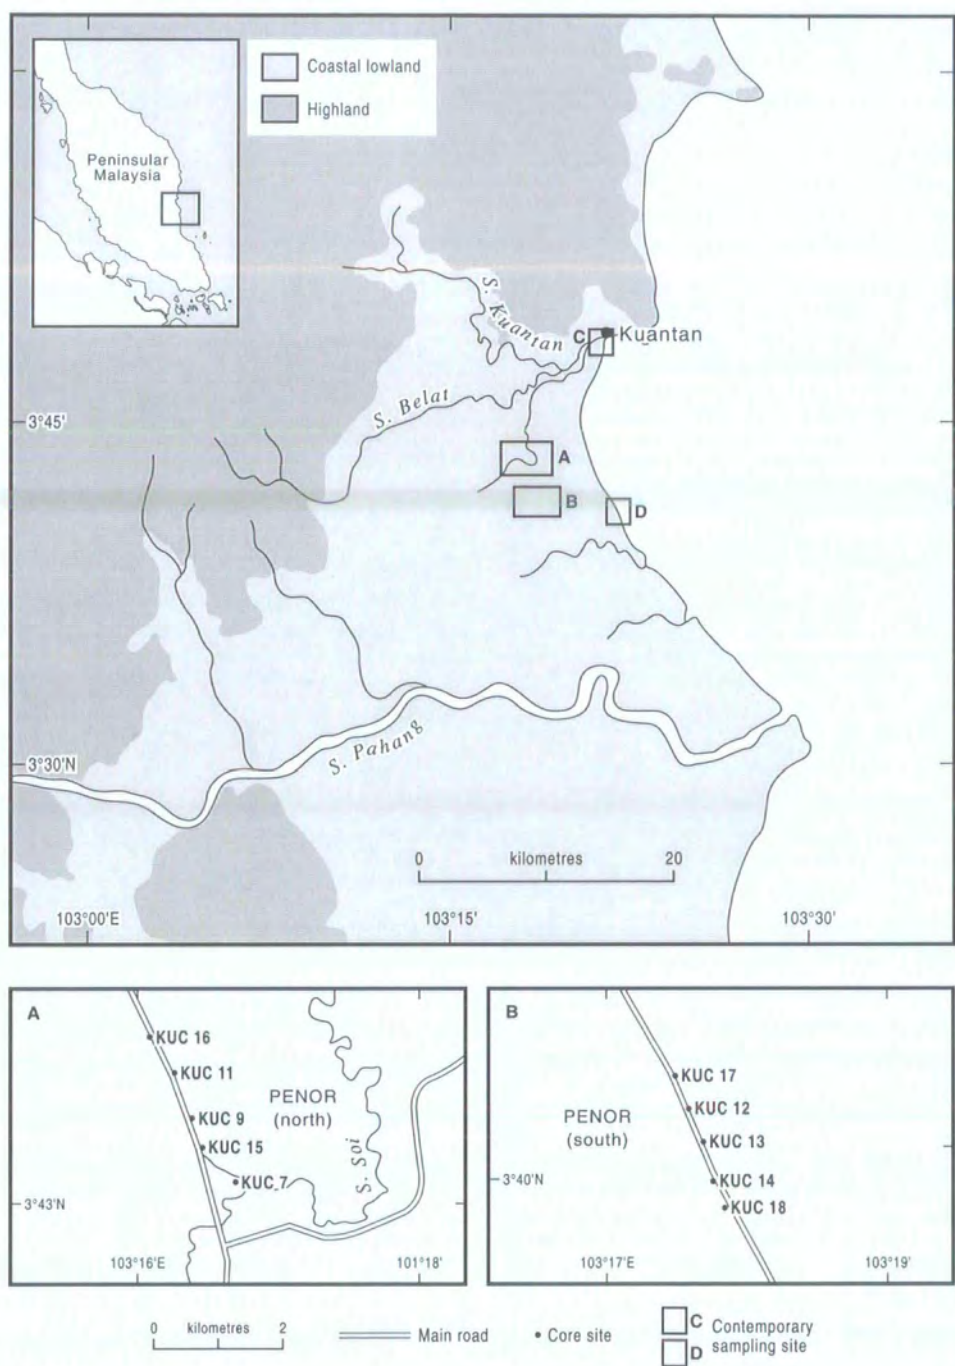 Coastal lowland
Highland
Peninsular
Malaysia
S. Kuantan
C
Kuantan
S. Belat
3°45'
A
B
D
S. Pahang
3°30'N
0 kilometres 20
103°00'E
103°15'
103°30'
A
KUC 16
KUC 11
KUC 9
KUC 15
KUC 7
PENOR
(north)
S. Soi
3°43'N
103°16'E
101°18'
B
KUC 17
KUC 12
KUC 13
KUC 14
KUC 18
PENOR
(south)
3°40'N
103°17'E
103°19'
0 kilometres 2
Main road
Core site
C Contemporary
D sampling site